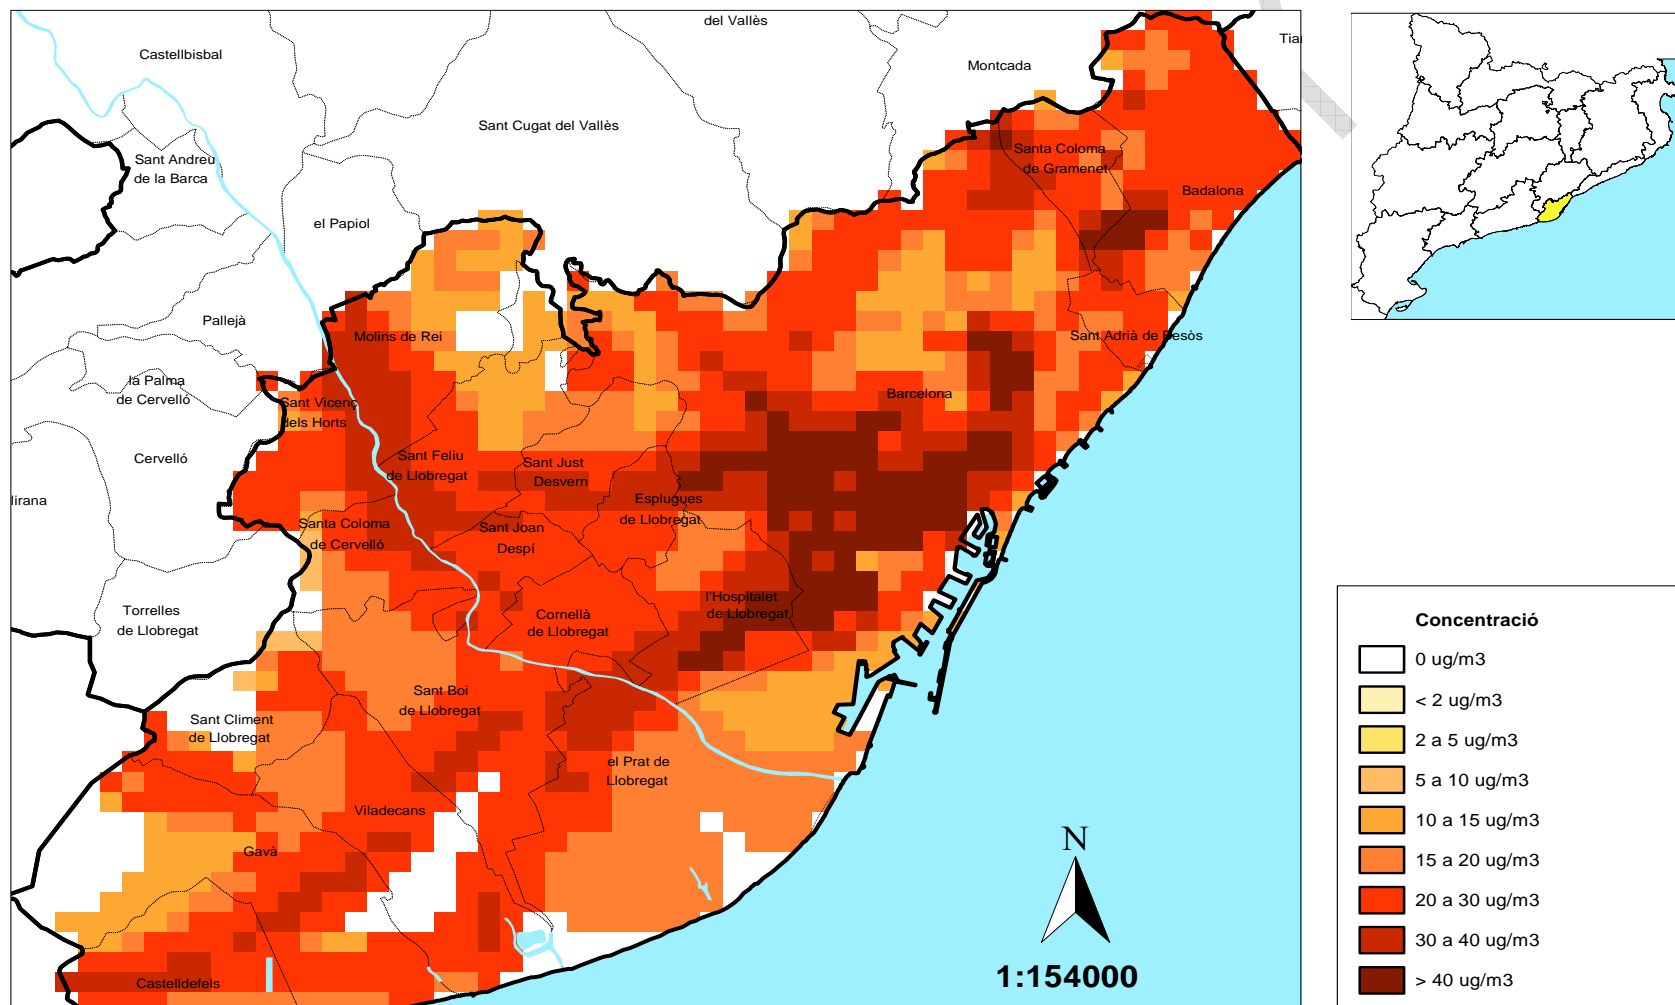 del Vallès
Castellbisbal
Montcada
Sant Cugat del Vallès
Sant Andreu
de la Barca
Santa Coloma
de Gramenet
Badalona
el Papiol
Pallejà
Molins de Rei
Sant Adrià de Besòs
la Palma
de Cervelló
Sant Vicenç
dels Horts
Barcelona
Cervelló
Sant Feliu
de Llobregat
Sant Just
Desvern
lirana
Esplugues
de Llobregat
Santa Coloma
de Cervelló
Sant Joan
Despí
Torrelles
de Llobregat
Cornellà
de Llobregat
l'Hospitalet
de Llobregat
Sant Boi
de Llobregat
Sant Climent
de Llobregat
el Prat de
Llobregat
Viladecans
Gavà
Castelldefels
N
1:154000
Concentració
0 ug/m3
< 2 ug/m3
2 a 5 ug/m3
5 a 10 ug/m3
10 a 15 ug/m3
15 a 20 ug/m3
20 a 30 ug/m3
30 a 40 ug/m3
> 40 ug/m3